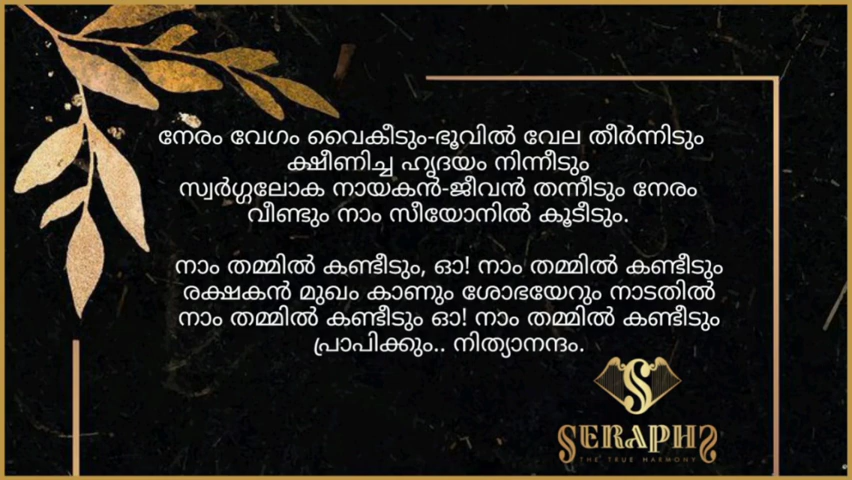 നേരം വേഗം വൈകീടും-ഭൂവിൽ വേല തീർന്നിടും
ക്ഷീണിച്ച ഹൃദയം നിന്നീടും
സ്വർഗ്ഗലോക നായകൻ-ജീവൻ തന്നീടും നേരം
വീണ്ടും നാം സീയോനിൽ കൂടീടും.
നാം തമ്മിൽ കണ്ടീടും, ഓ! നാം തമ്മിൽ കണ്ടീടും
രക്ഷകൻ മുഖം കാണും ശോഭയേറും നാടതിൽ
നാം തമ്മിൽ കണ്ടീടും ഓ! നാം തമ്മിൽ കണ്ടീടും
പ്രാപിക്കും.. നിത്യാനന്ദം.
S
SERAPHS
THE TRUE HARMONY